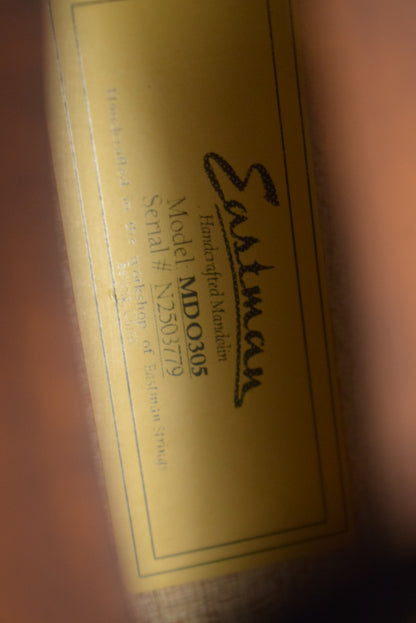 Eastman
Handcrafted Mandolin
Model MDO305
Serial # N2503779
Handcrafted in the workshop of Eastman Strings